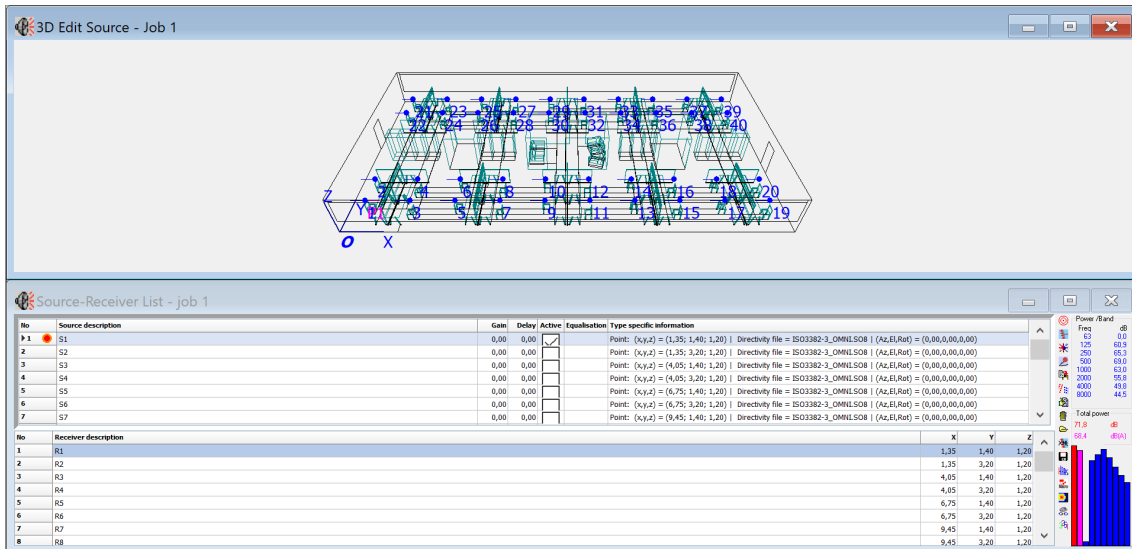 3D Edit Source - Job 1
21 23 25 27 29 31 33 35 37 39
22 24 26 28 30 32 34 36 38 40
Z 2 4 6 8 10 12 14 16 18 20
Y 3 5 7 9 11 13 15 17 19
O X
Source-Receiver List - job 1
No Source description Gain Delay Active Equalisation Type specific information
1 S1 0,00 0,00 Point: (x,y,z) = (1,35; 1,40; 1,20) | Directivity file = ISO3382-3_OMNI.SO8 | (Az,El,Rot) = (0,00,0,00,0,00)
2 S2 0,00 0,00 Point: (x,y,z) = (1,35; 3,20; 1,20) | Directivity file = ISO3382-3_OMNI.SO8 | (Az,El,Rot) = (0,00,0,00,0,00)
3 S3 0,00 0,00 Point: (x,y,z) = (4,05; 1,40; 1,20) | Directivity file = ISO3382-3_OMNI.SO8 | (Az,El,Rot) = (0,00,0,00,0,00)
4 S4 0,00 0,00 Point: (x,y,z) = (4,05; 3,20; 1,20) | Directivity file = ISO3382-3_OMNI.SO8 | (Az,El,Rot) = (0,00,0,00,0,00)
5 S5 0,00 0,00 Point: (x,y,z) = (6,75; 1,40; 1,20) | Directivity file = ISO3382-3_OMNI.SO8 | (Az,El,Rot) = (0,00,0,00,0,00)
6 S6 0,00 0,00 Point: (x,y,z) = (6,75; 3,20; 1,20) | Directivity file = ISO3382-3_OMNI.SO8 | (Az,El,Rot) = (0,00,0,00,0,00)
7 S7 0,00 0,00 Point: (x,y,z) = (9,45; 1,40; 1,20) | Directivity file = ISO3382-3_OMNI.SO8 | (Az,El,Rot) = (0,00,0,00,0,00)
No Receiver description X Y Z
1 R1 1,35 1,40 1,20
2 R2 1,35 3,20 1,20
3 R3 4,05 1,40 1,20
4 R4 4,05 3,20 1,20
5 R5 6,75 1,40 1,20
6 R6 6,75 3,20 1,20
7 R7 9,45 1,40 1,20
8 R8 9,45 3,20 1,20
Power /Band
Freq dB
63 0,0
125 60,9
250 65,3
500 69,0
1000 63,0
2000 55,8
4000 49,8
8000 44,5
Total power
71,8 dB
68,4 dB(A)